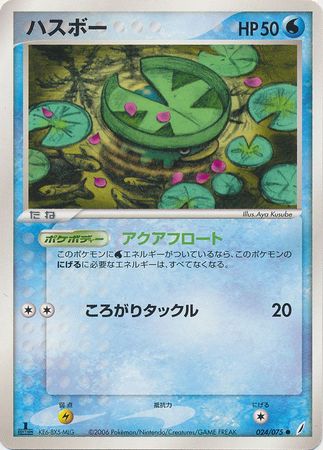 ハスボー HP50
たね
Illus.Aya Kusube
ポケボディー アクアフロート
このポケモンにエネルギーがついているなら、このポケモンの
にげるに必要なエネルギーは、すべてなくなる。
ころがりタックル 20
弱点 抵抗力 にげる
1 EDITION KE6-8X5-MLG ©2006 Pokémon/Nintendo/Creatures/GAME FREAK 024/075